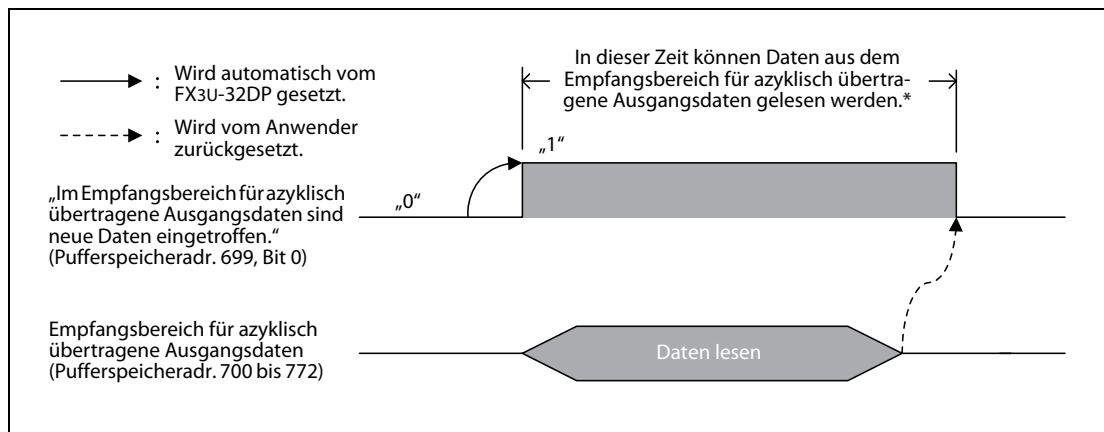 In dieser Zeit können Daten aus dem
Empfangsbereich für azyklisch übertra-
gene Ausgangsdaten gelesen werden.*
: Wird automatisch vom
FX3U-32DP gesetzt.
: Wird vom Anwender
zurückgesetzt.
„1“
„0“
„Im Empfangsbereich für azyklisch
übertragene Ausgangsdaten sind
neue Daten eingetroffen.“
(Pufferspeicheradr. 699, Bit 0)
Empfangsbereich für azyklisch
übertragene Ausgangsdaten
(Pufferspeicheradr. 700 bis 772)
Daten lesen